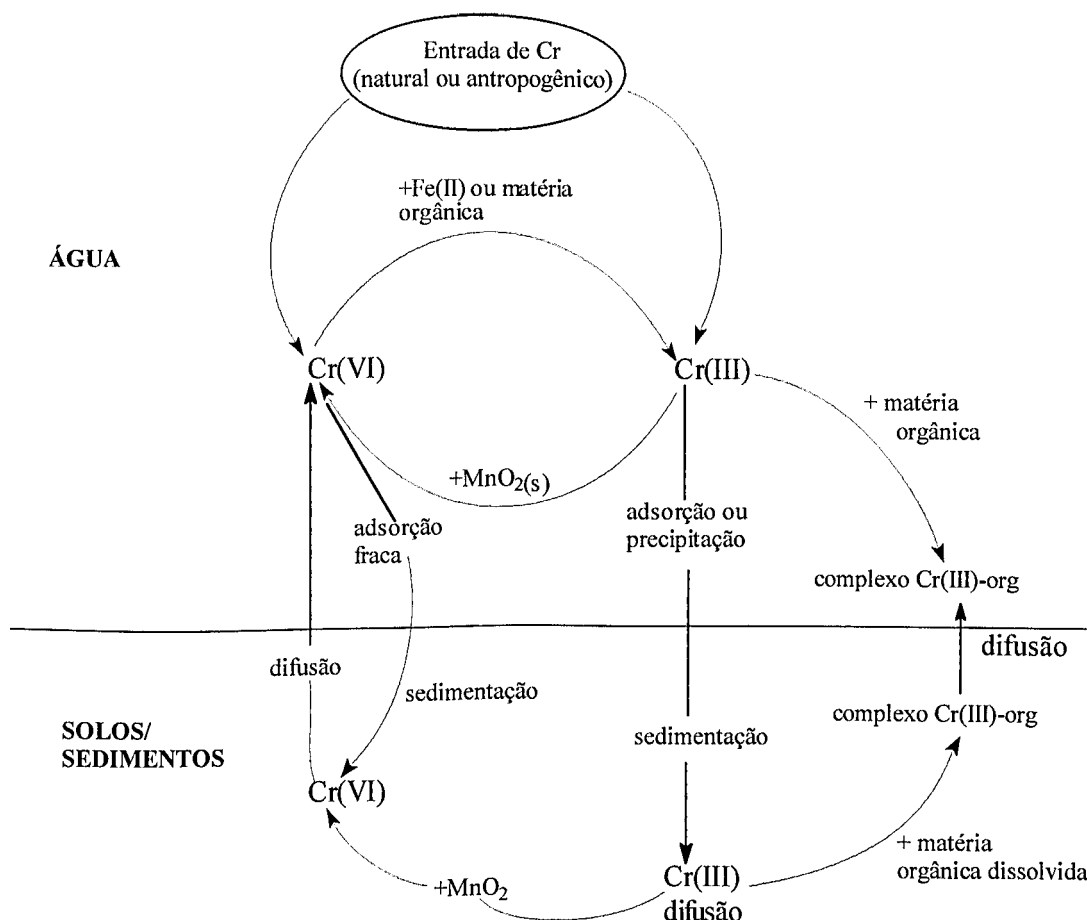 Entrada de Cr
(natural ou antropogênico)
+Fe(II) ou matéria
orgânica
ÁGUA
Cr(VI)
Cr(III)
+ matéria
orgânica
+MnO2(s)
adsorção
fraca
adsorção ou
precipitação
complexo Cr(III)-org
difusão
difusão
sedimentação
complexo Cr(III)-org
SOLOS/
SEDIMENTOS
sedimentação
Cr(VI)
+ matéria
orgânica dissolvida
+MnO2
Cr(III)
difusão